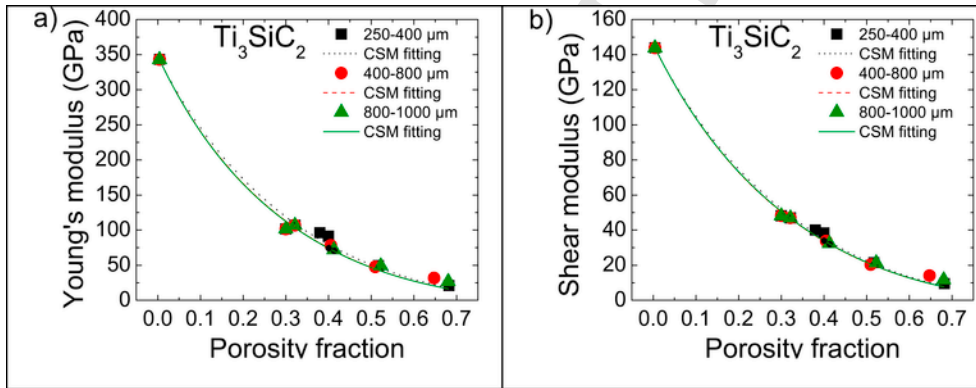 a)
Ti3SiC2
250-400 µm
CSM fitting
400-800 µm
CSM fitting
800-1000 µm
CSM fitting
Young's modulus (GPa)
400
350
300
250
200
150
100
50
0
0.0 0.1 0.2 0.3 0.4 0.5 0.6 0.7
Porosity fraction
b)
Ti3SiC2
250-400 µm
CSM fitting
400-800 µm
CSM fitting
800-1000 µm
CSM fitting
Shear modulus (GPa)
160
140
120
100
80
60
40
20
0
0.0 0.1 0.2 0.3 0.4 0.5 0.6 0.7
Porosity fraction